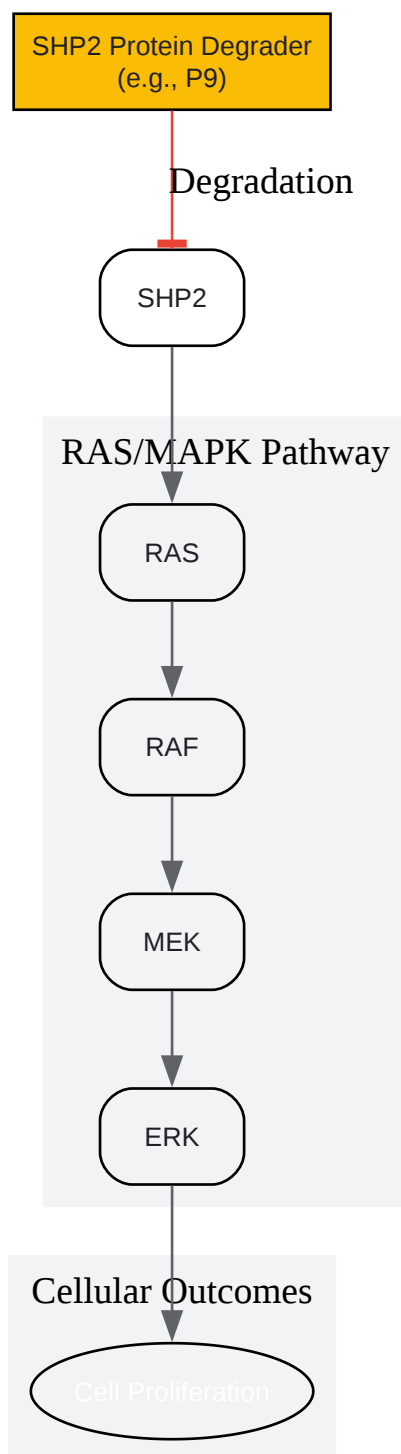 SHP2 Protein Degrader
(e.g., P9)
Degradation
SHP2
RAS/MAPK Pathway
RAS
RAF
MEK
ERK
Cellular Outcomes
Cell Proliferation